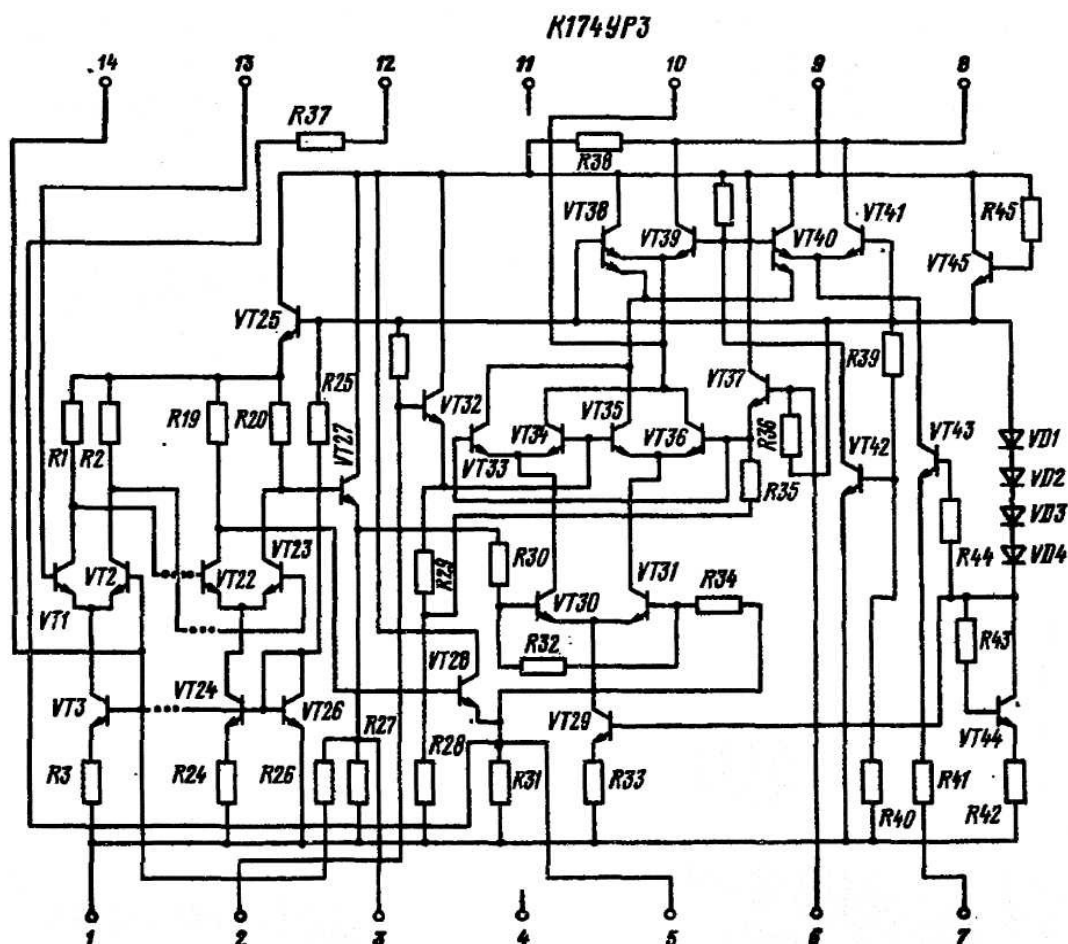 К174УР3
14 13 12 11 10 9 8
R37
R38
VT38 VT39 VT40 VT41 R45
VT45
VT25
R39
R25 VT32 VT35 VT37
R1 R2 R19 R20 VT27 VT34 VT36 R36 VT42 VT43 VD1
VT33 VD2
R35 VD3
VT23 R30 R44 VD4
VT2 VT22 R29 VT31 R34
VT1 VT30
R43
R32
VT28
VT3 VT24 VT26 VT29
R27 VT44
R3 R24 R26 R28 R31 R33 R41
R40 R42
1 2 3 4 5 6 7